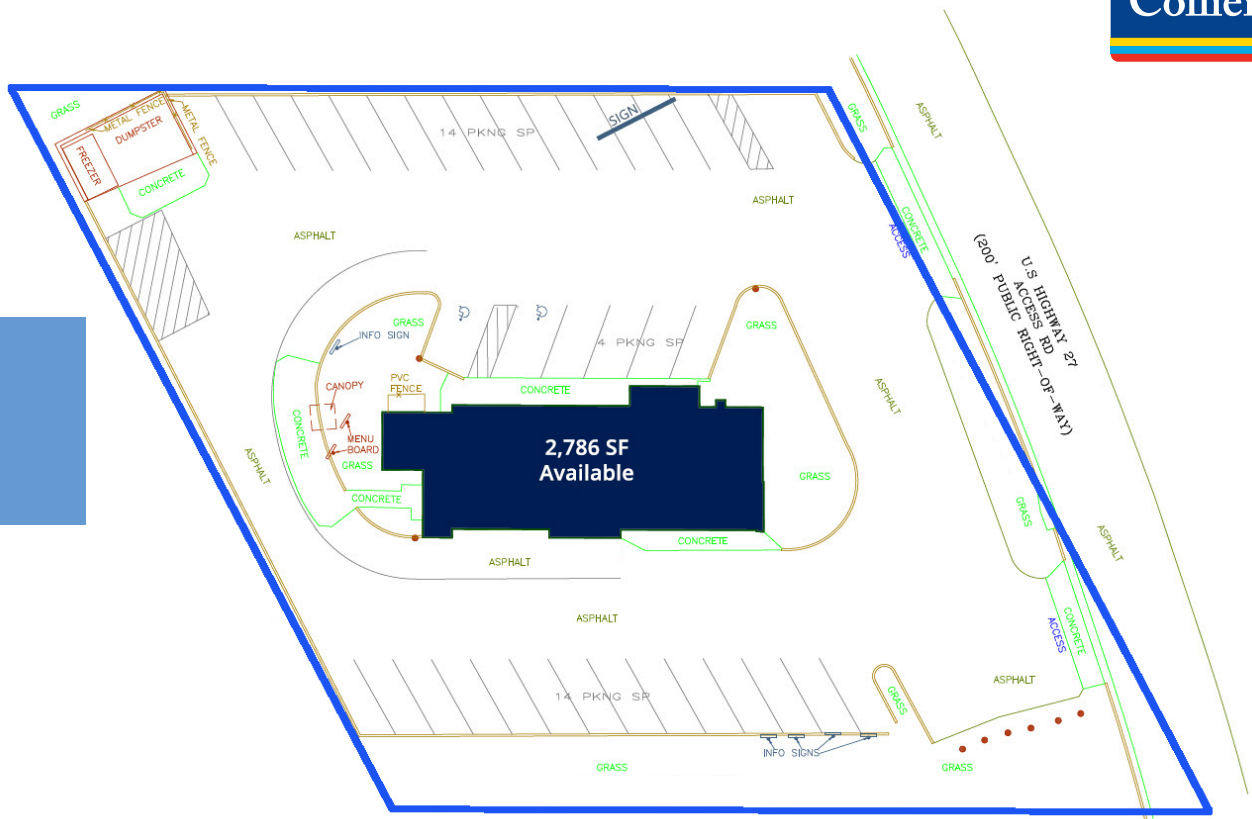 GRASS
METAL FENCE
METAL FENCE
DUMPSTER
FREEZER
CONCRETE
14 PKNG SP
SIGN
GRASS
ASPHALT
ASPHALT
ASPHALT
CONCRETE
ACCESS
U.S HIGHWAY 27
ACCESS RD
(200' PUBLIC RIGHT-OF-WAY)
GRASS
INFO SIGN
4 PKNG SP
GRASS
CANOPY
PVC
FENCE
CONCRETE
ASPHALT
CONCRETE
MENU
BOARD
GRASS
2,786 SF
Available
ASPHALT
GRASS
CONCRETE
GRASS
CONCRETE
ASPHALT
ASPHALT
ASPHALT
ACCESS
CONCRETE
14 PKNG SP
GRASS
ASPHALT
INFO SIGNS
GRASS
GRASS